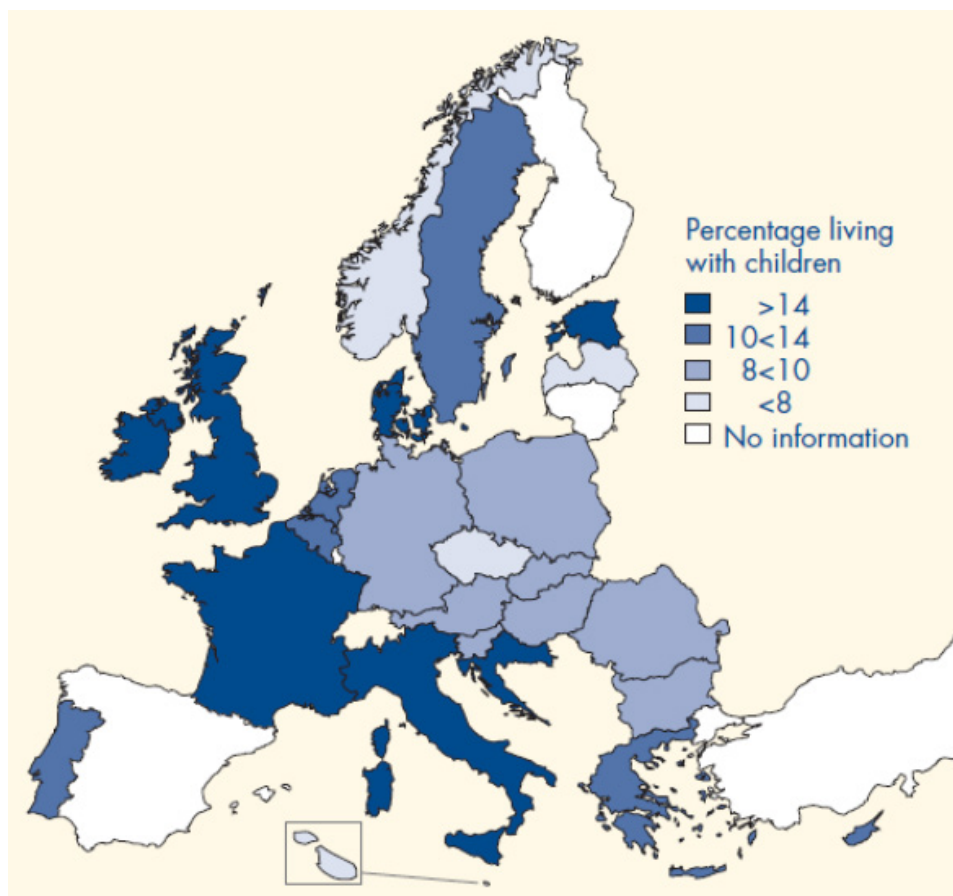 Percentage living
with children
>14
10<14
8<10
<8
No information